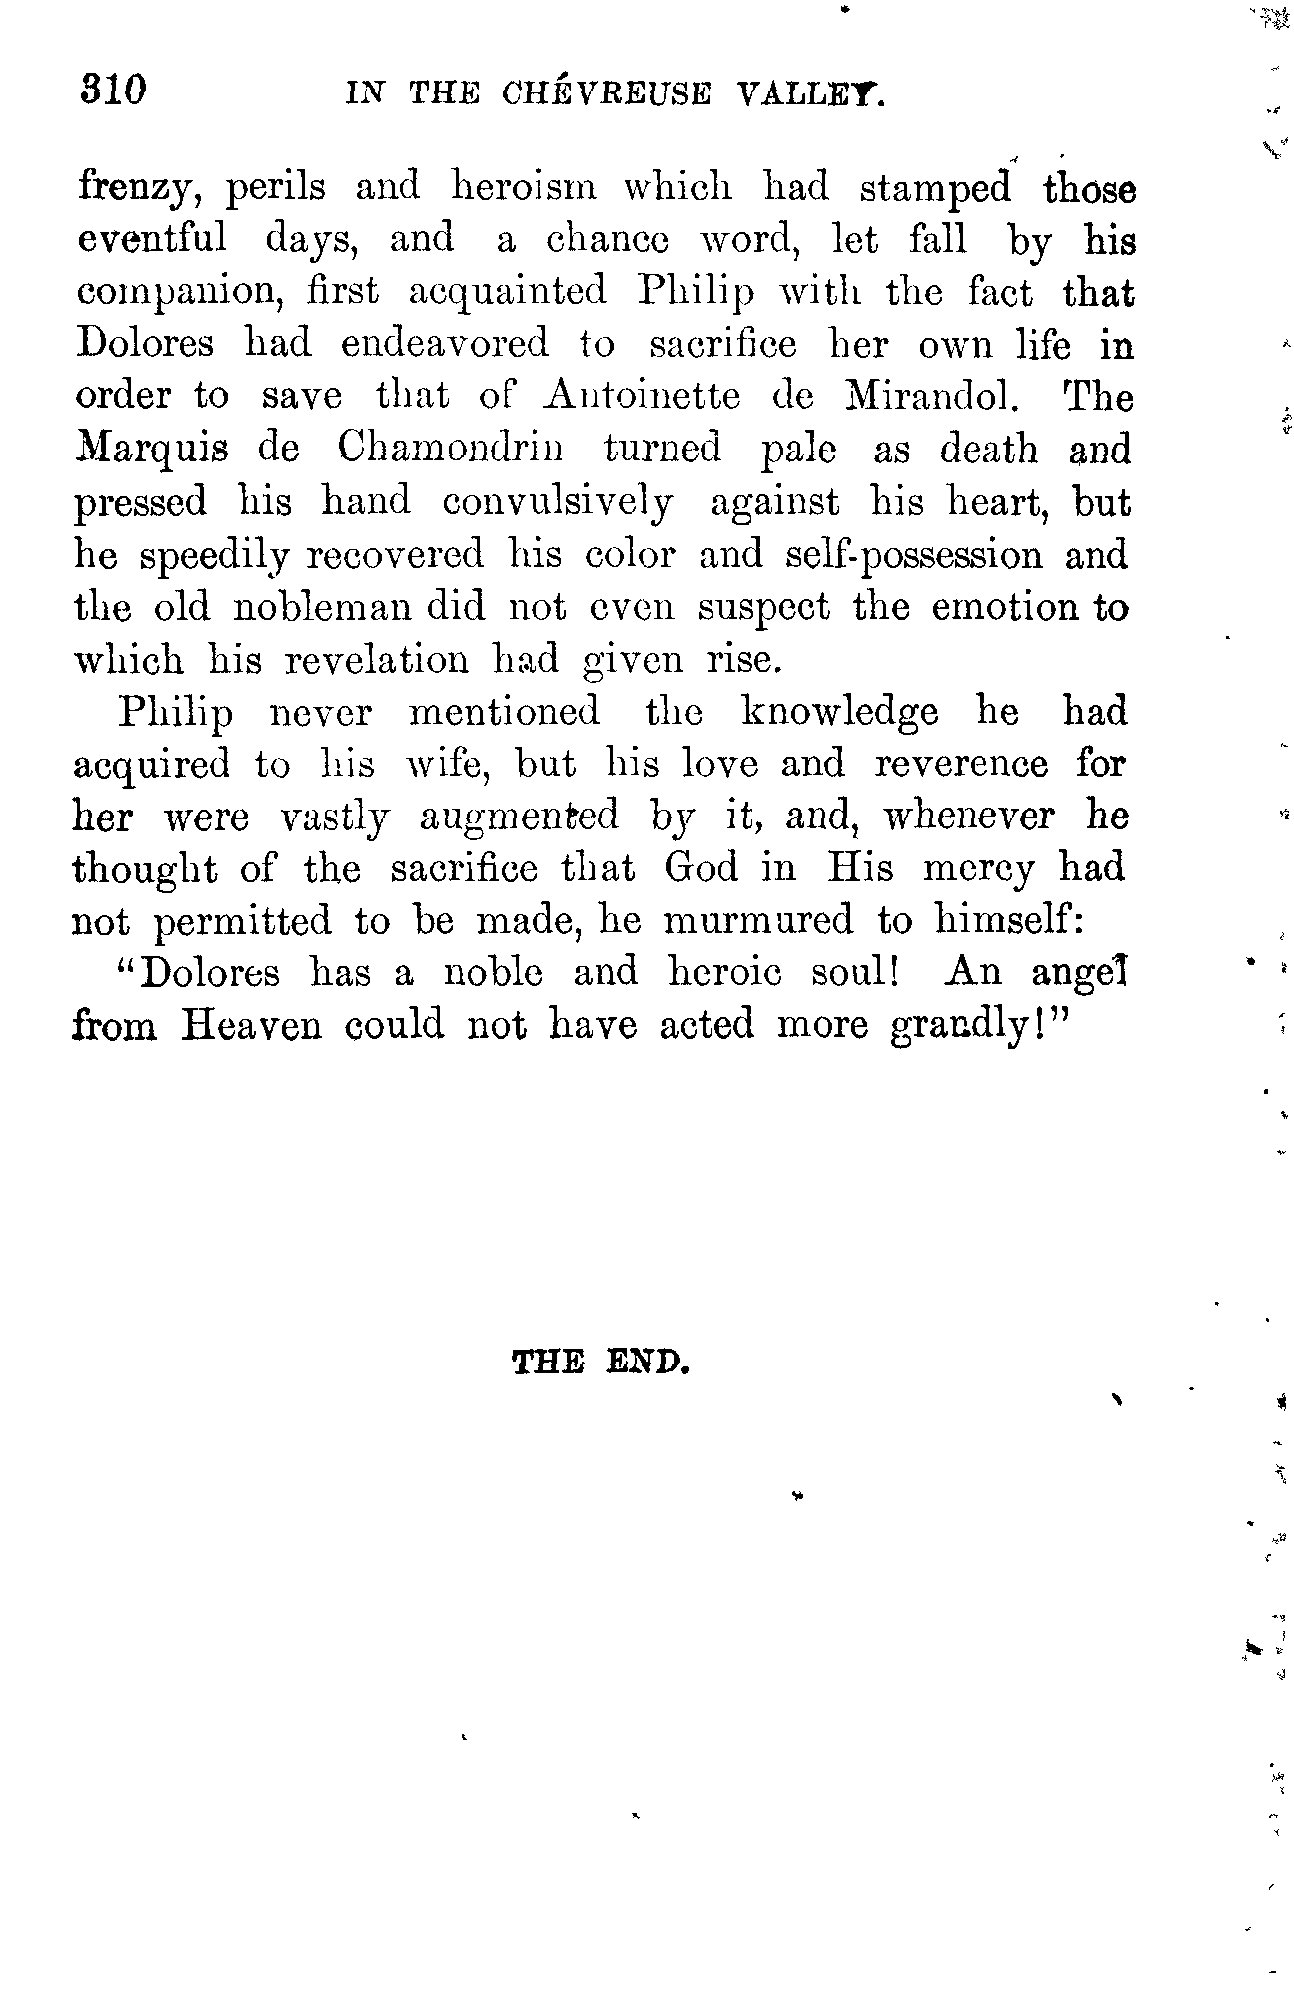 310 IN THE CHÉVREUSE VALLEY.
frenzy, perils and heroism which had stamped those
eventful days, and a chance word, let fall by his
companion, first acquainted Philip with the fact that
Dolores had endeavored to sacrifice her own life in
order to save that of Antoinette de Mirandol. The
Marquis de Chamondrin turned pale as death and
pressed his hand convulsively against his heart, but
he speedily recovered his color and self-possession and
the old nobleman did not even suspect the emotion to
which his revelation had given rise.
Philip never mentioned the knowledge he had
acquired to his wife, but his love and reverence for
her were vastly augmented by it, and, whenever he
thought of the sacrifice that God in His mercy had
not permitted to be made, he murmured to himself:
"Dolores has a noble and heroic soul! An angel
from Heaven could not have acted more grandly!"
THE END.